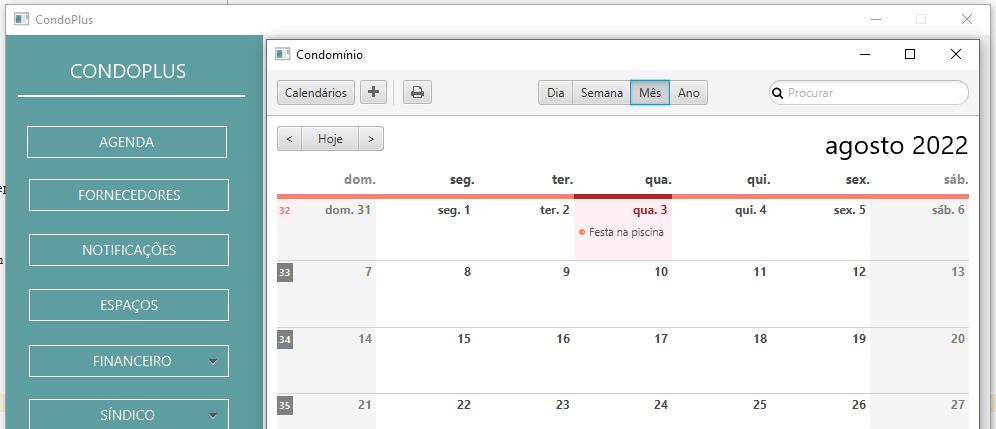 CondoPlus
CONDOPLUS
AGENDA
FORNECEDORES
NOTIFICAÇÕES
ESPAÇOS
FINANCEIRO
SÍNDICO
Condomínio
Calendários + Dia Semana Mês Ano Procurar
< Hoje > agosto 2022
dom. seg. ter. qua. qui. sex. sáb.
32 dom. 31 seg. 1 ter. 2 qua. 3 qui. 4 sex. 5 sáb. 6
Festa na piscina
33 7 8 9 10 11 12 13
34 14 15 16 17 18 19 20
35 21 22 23 24 25 26 27